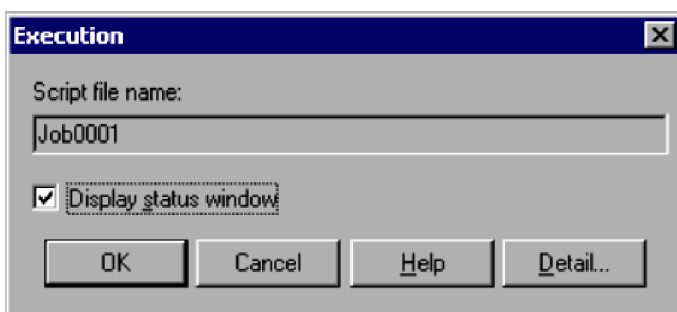 Execution
Script file name:
Job0001
Display status window
OK Cancel Help Detail...